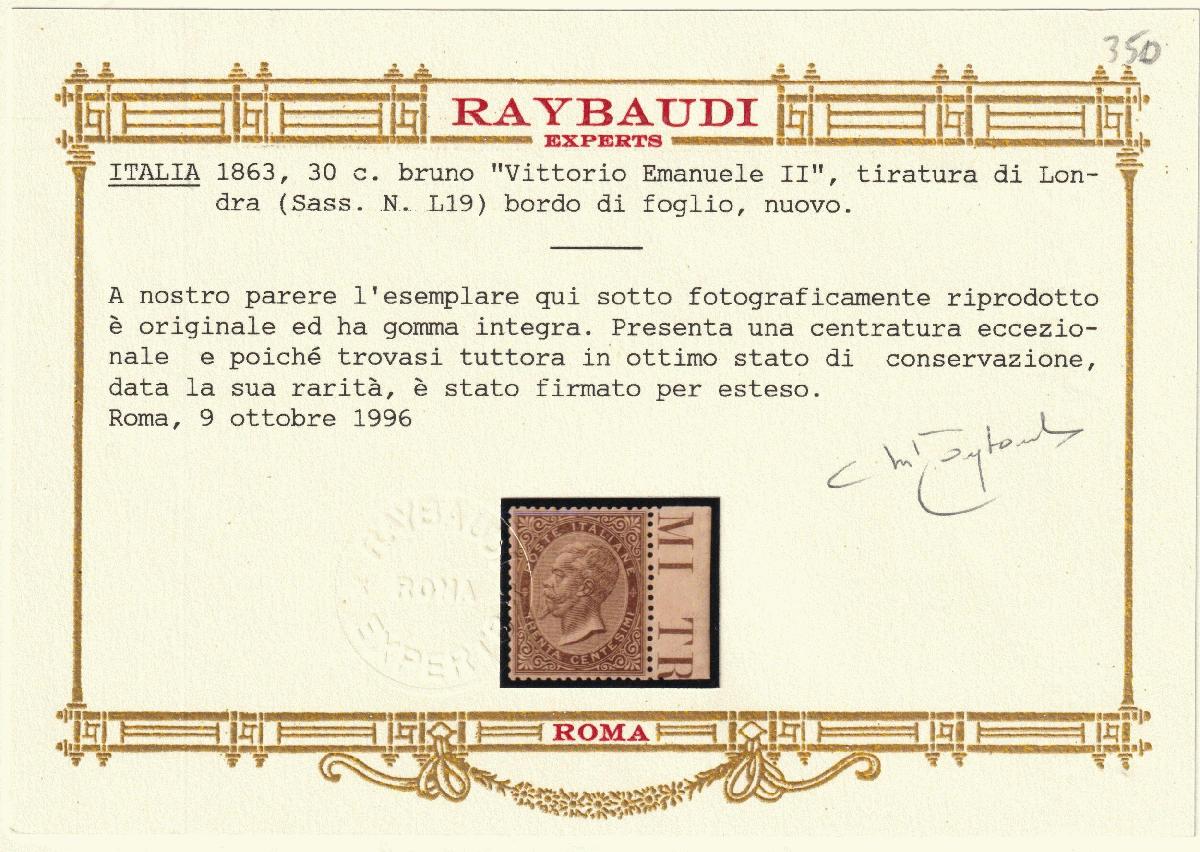 350
RAYBAUDI
EXPERTS
ITALIA 1863, 30 c. bruno "Vittorio Emanuele II", tiratura di Lon-
dra (Sass. N. L19) bordo di foglio, nuovo.
A nostro parere l'esemplare qui sotto fotograficamente riprodotto
è originale ed ha gomma integra. Presenta una centratura eccezio-
nale e poiché trovasi tuttora in ottimo stato di conservazione,
data la sua rarità, è stato firmato per esteso.
Roma, 9 ottobre 1996
RAYBAU
ROMA
EXPER
POSTE ITALIANE
TRENTA CENTESIMI
MI TR
ROMA